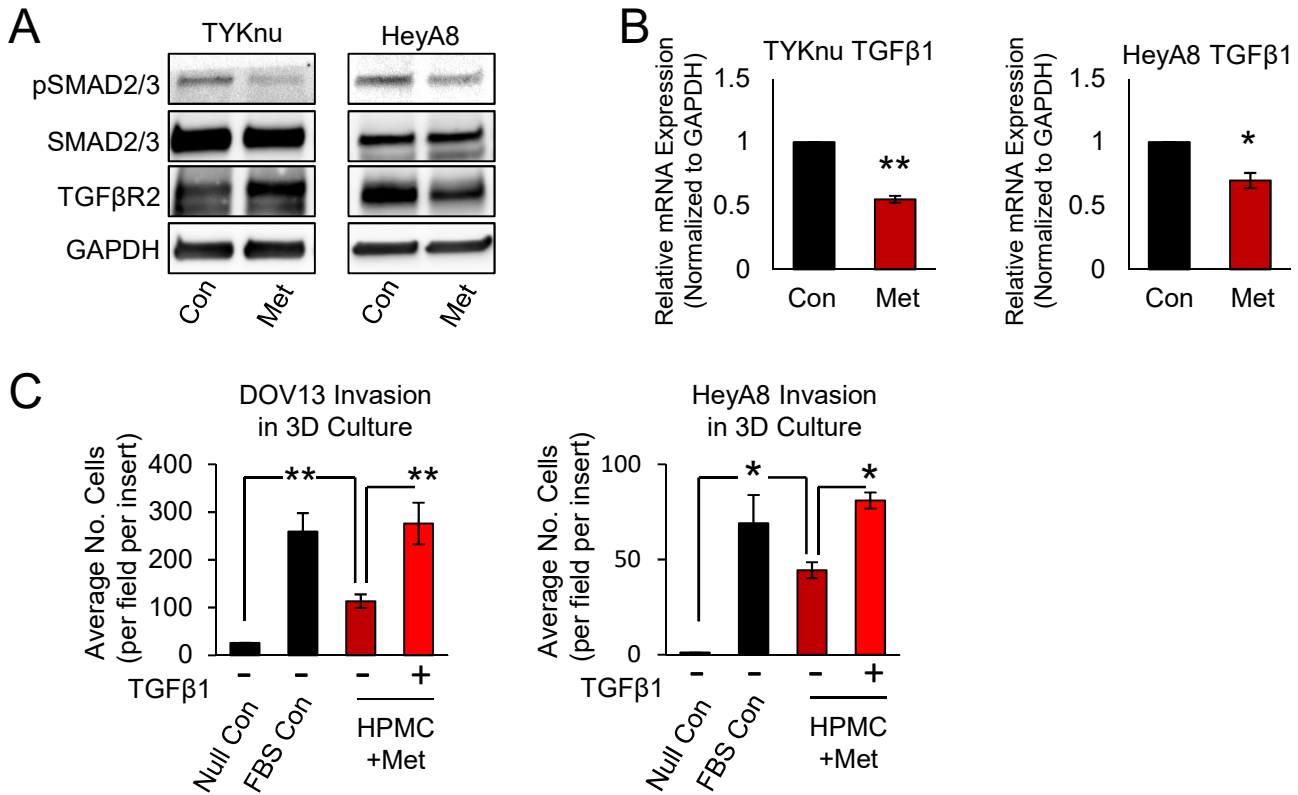 A
TYKnu
HeyA8
pSMAD2/3
SMAD2/3
TGFβR2
GAPDH
Con
Met
Con
Met
B
TYKnu TGFβ1
Relative mRNA Expression
(Normalized to GAPDH)
1.5
1
0.5
0
**
Con
Met
HeyA8 TGFβ1
Relative mRNA Expression
(Normalized to GAPDH)
1.5
1
0.5
0
*
Con
Met
C
DOV13 Invasion
in 3D Culture
Average No. Cells
(per field per insert)
400
300
200
100
0
**
**
TGFβ1
- - - +
Null Con
FBS Con
HPMC
+Met
HeyA8 Invasion
in 3D Culture
Average No. Cells
(per field per insert)
100
50
0
*
*
TGFβ1
- - - +
Null Con
FBS Con
HPMC
+Met